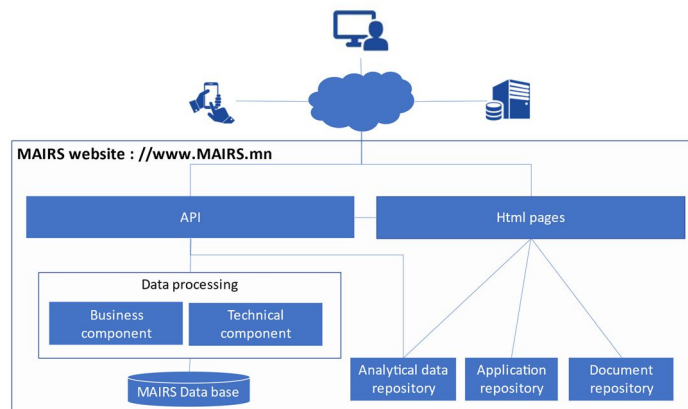 MAIRS website : //www.MAIRS.mn
API
Html pages
Data processing
Business
component
Technical
component
MAIRS Data base
Analytical data
repository
Application
repository
Document
repository